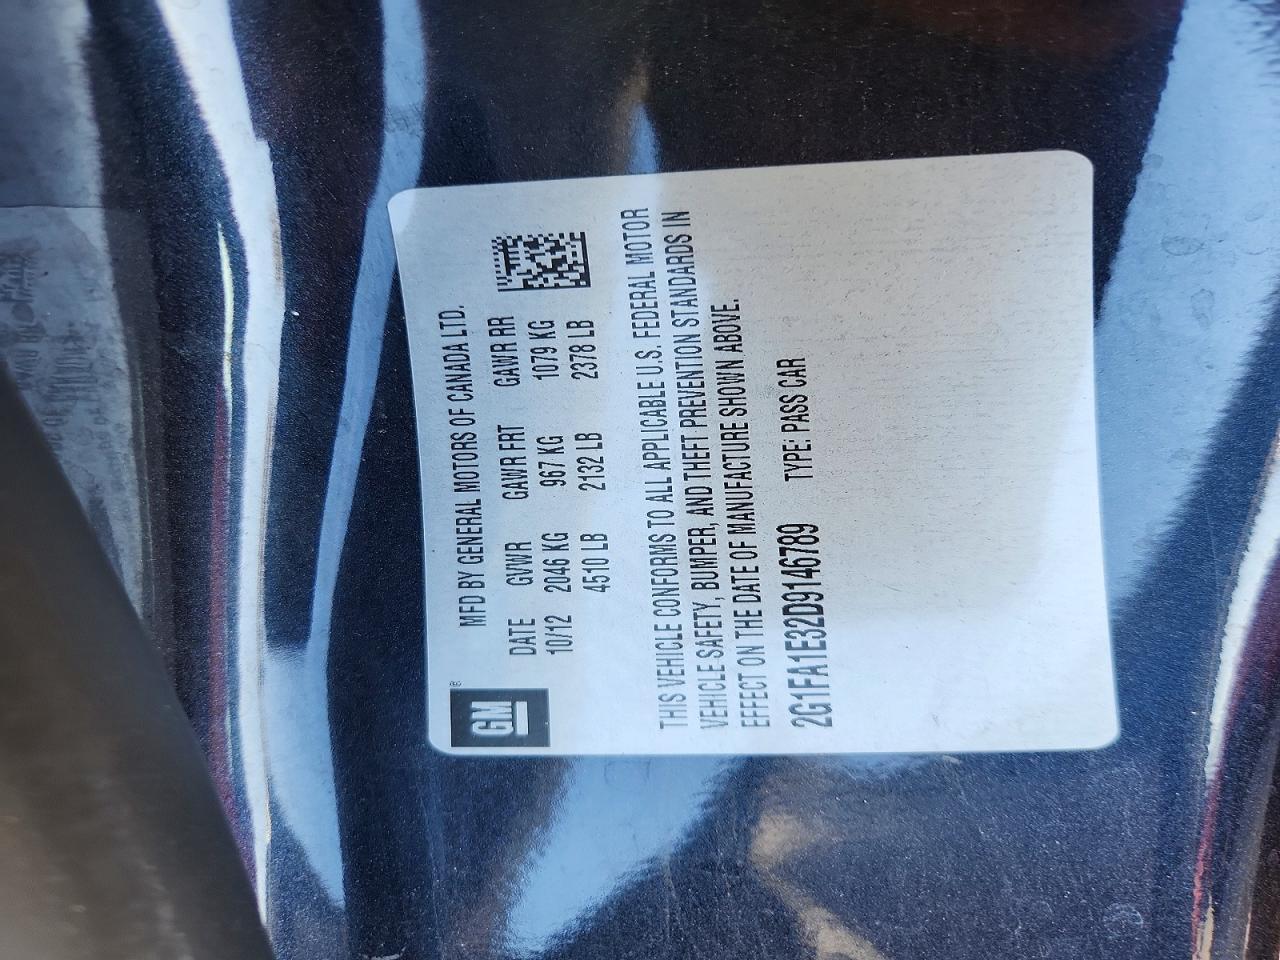 GM ®
MFD BY GENERAL MOTORS OF CANADA LTD.
DATE GVWR GAWR FRT GAWR RR
10/12 2046 KG 967 KG 1079 KG
4510 LB 2132 LB 2378 LB
THIS VEHICLE CONFORMS TO ALL APPLICABLE U.S. FEDERAL MOTOR
VEHICLE SAFETY, BUMPER, AND THEFT PREVENTION STANDARDS IN
EFFECT ON THE DATE OF MANUFACTURE SHOWN ABOVE.
2G1FA1E32D9146789 TYPE: PASS CAR